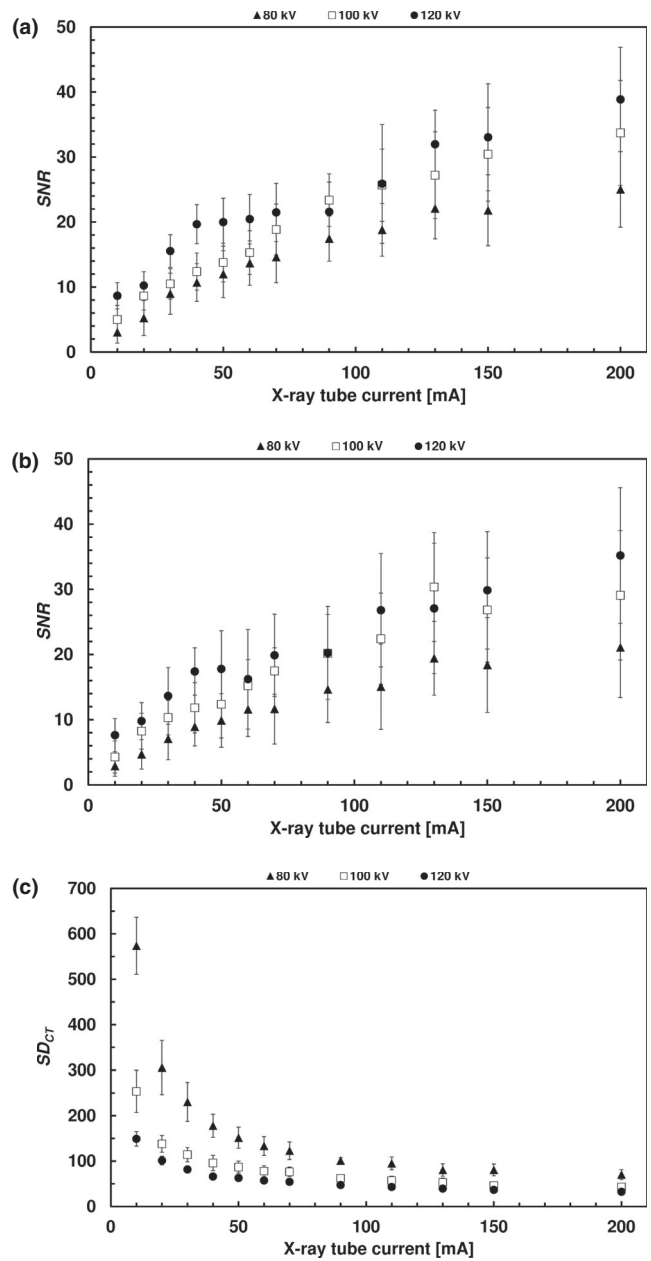 (a)
▲80 kV □100 kV ●120 kV
50
40
30
20
10
0
SNR
0 50 100 150 200
X-ray tube current [mA]
(b)
▲80 kV □100 kV ●120 kV
50
40
30
20
10
0
SNR
0 50 100 150 200
X-ray tube current [mA]
(c)
▲80 kV □100 kV ●120 kV
700
600
500
400
300
200
100
0
SD_CT
0 50 100 150 200
X-ray tube current [mA]